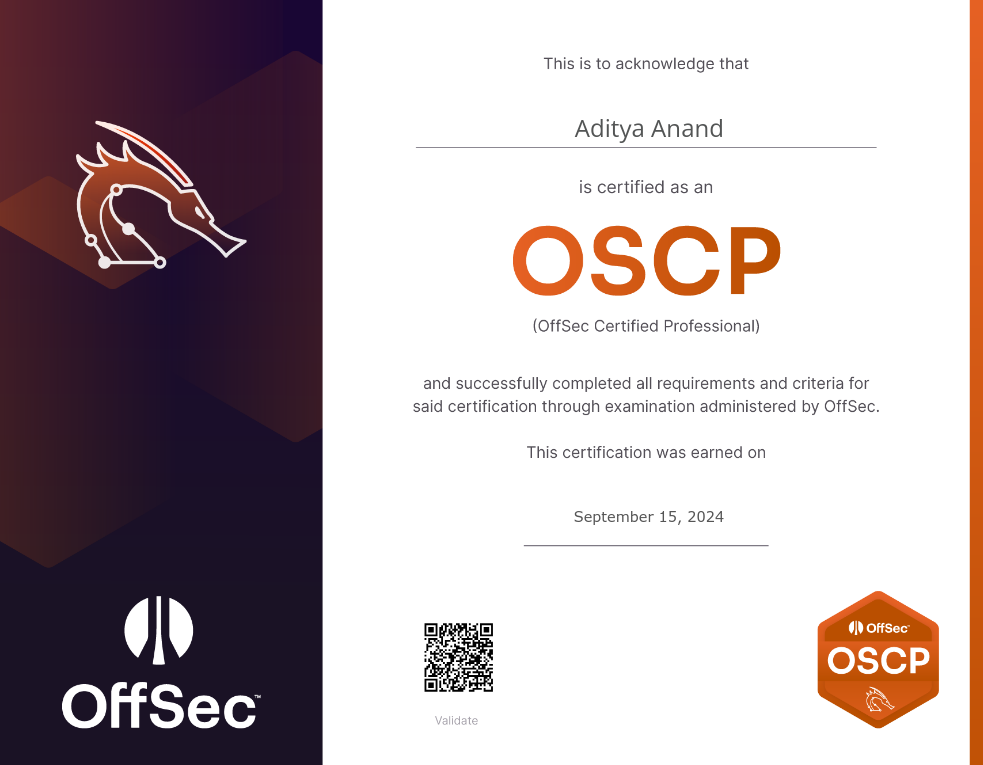 This is to acknowledge that
Aditya Anand
is certified as an
OSCP
(OffSec Certified Professional)
and successfully completed all requirements and criteria for
said certification through examination administered by OffSec.
This certification was earned on
September 15, 2024
OffSec™
Validate
OffSec™
OSCP